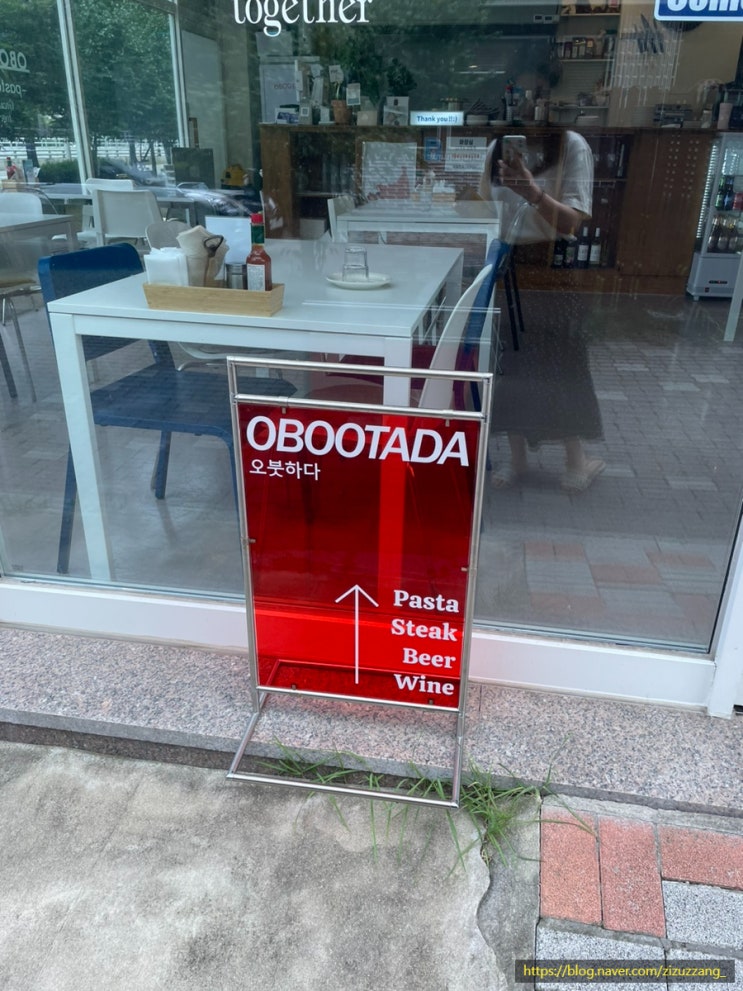 together
Thank you !!:)
OBOOTADA
오붓하다
Pasta
Steak
Beer
Wine
https://blog.naver.com/zizuzzang_